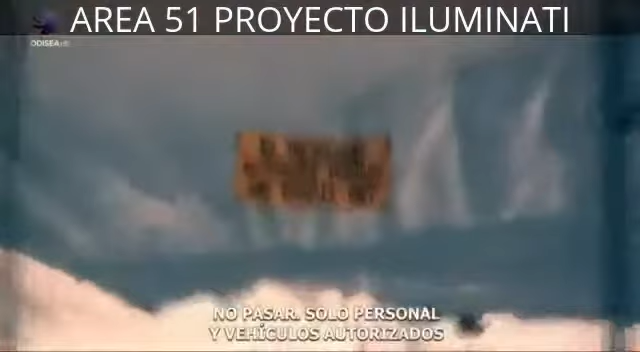 AREA 51 PROYECTO ILUMINATI
ODISEA
NO PASAR. SOLO PERSONAL
Y VEHÍCULOS AUTORIZADOS